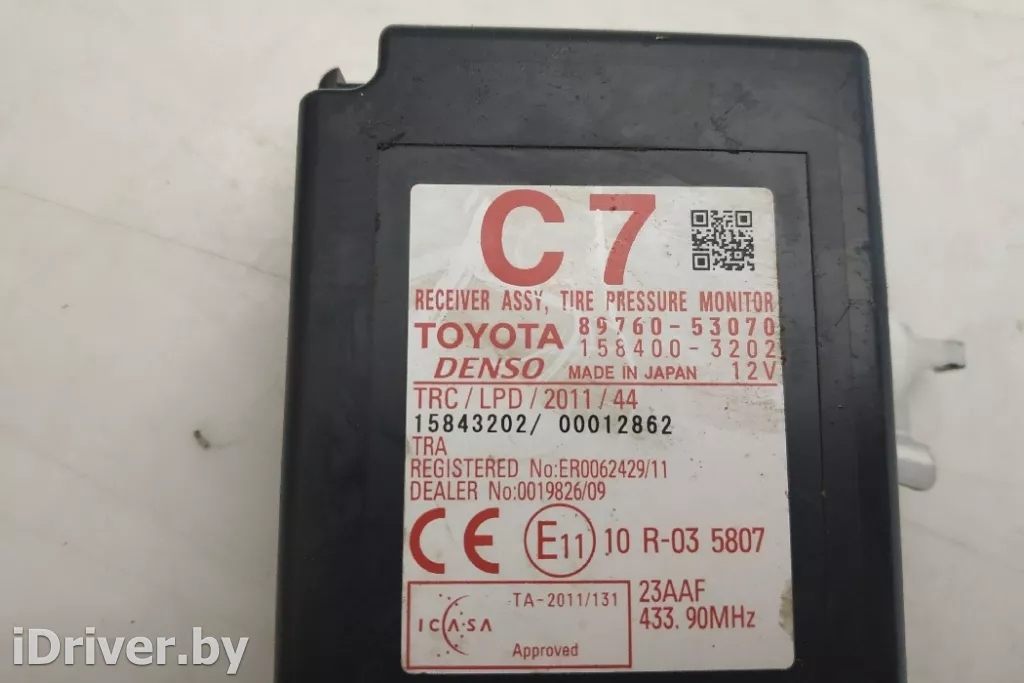 C7
RECEIVER ASSY, TIRE PRESSURE MONITOR
TOYOTA 89760-53070
158400-3202
DENSO MADE IN JAPAN 12V
TRC/LPD/2011/44
15843202/ 00012862
TRA
REGISTERED No:ER0062429/11
DEALER No:0019826/09
CE E11 10 R-03 5807
TA-2011/131
ICASA
Approved
23AAF
433.90MHz
iDriver.by